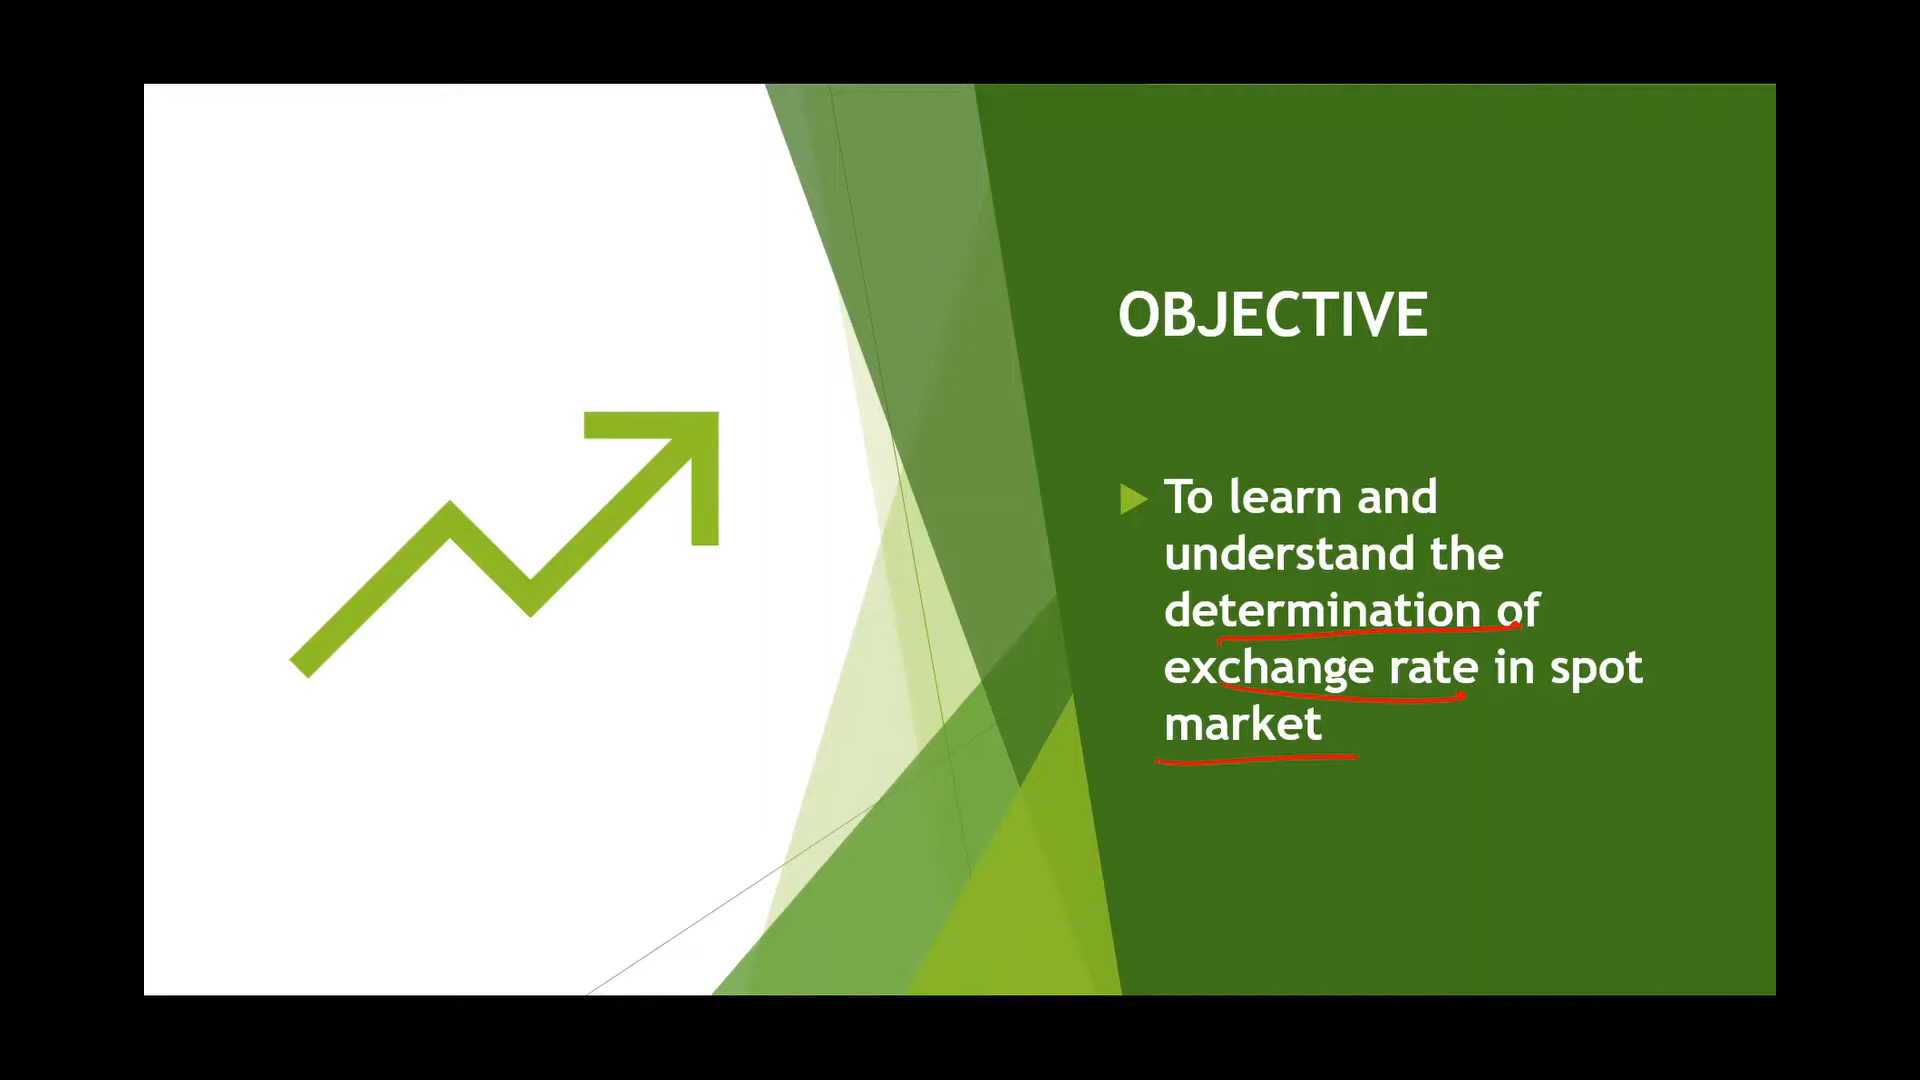 OBJECTIVE
To learn and
understand the
determination of
exchange rate in spot
market